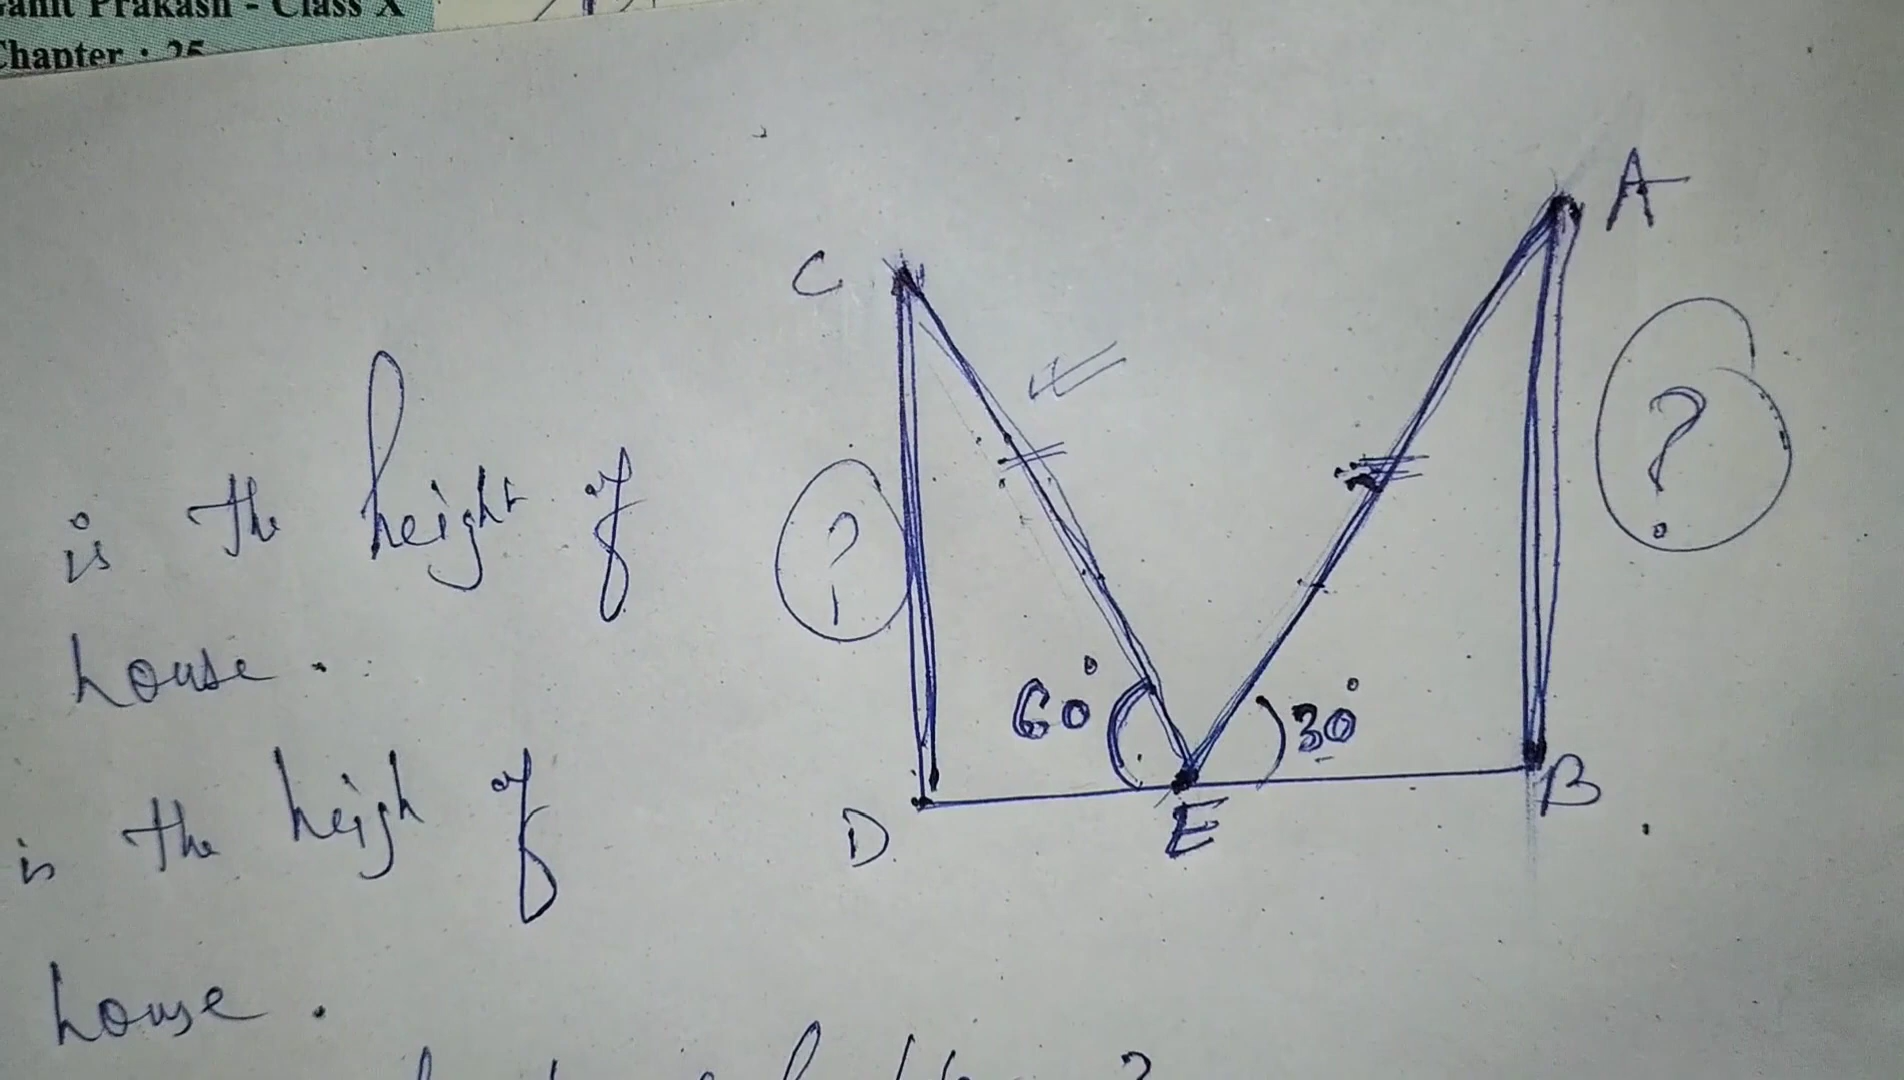 Ganit Prakash - Class X
Chapter : 25
is the height of
house.
is the heigh of
house.
C
A
?
?
60°
30°
D
E
B
?